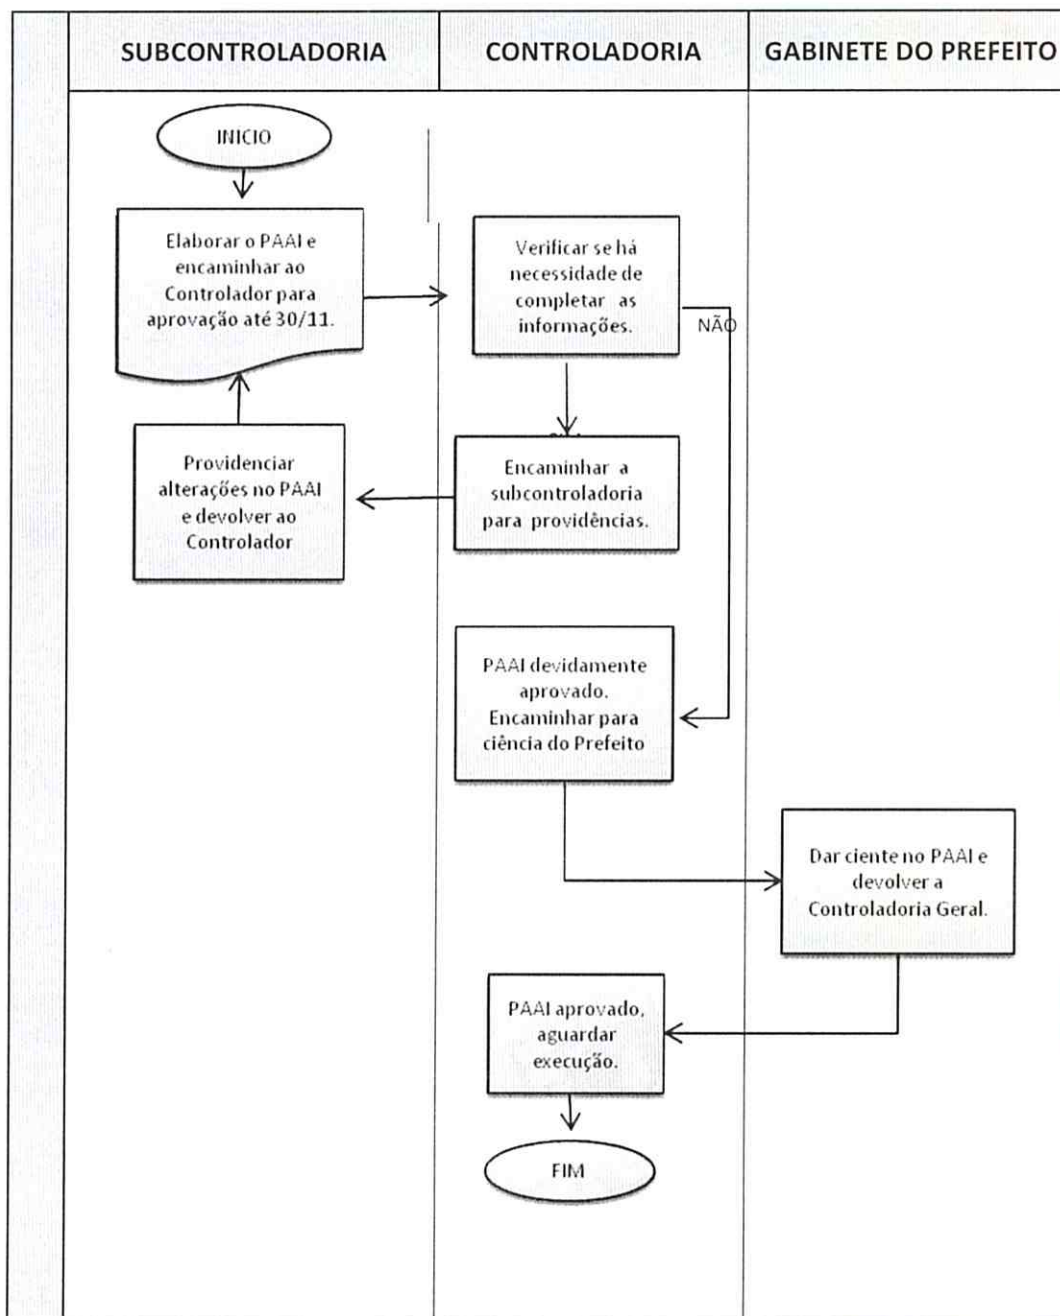 SUBCONTROLADORIA
CONTROLADORIA
GABINETE DO PREFEITO
INICIO
Elaborar o PAAI e
encaminhar ao
Controlador para
aprovação até 30/11.
Verificar se há
necessidade de
completar as
informações.
NÃO
Providenciar
alterações no PAAI
e devolver ao
Controlador
Encaminhar a
subcontroladoria
para providências.
PAAI devidamente
aprovado.
Encaminhar para
ciência do Prefeito
Dar ciente no PAAI e
devolver a
Controladoria Geral.
PAAI aprovado,
aguardar
execução.
FIM